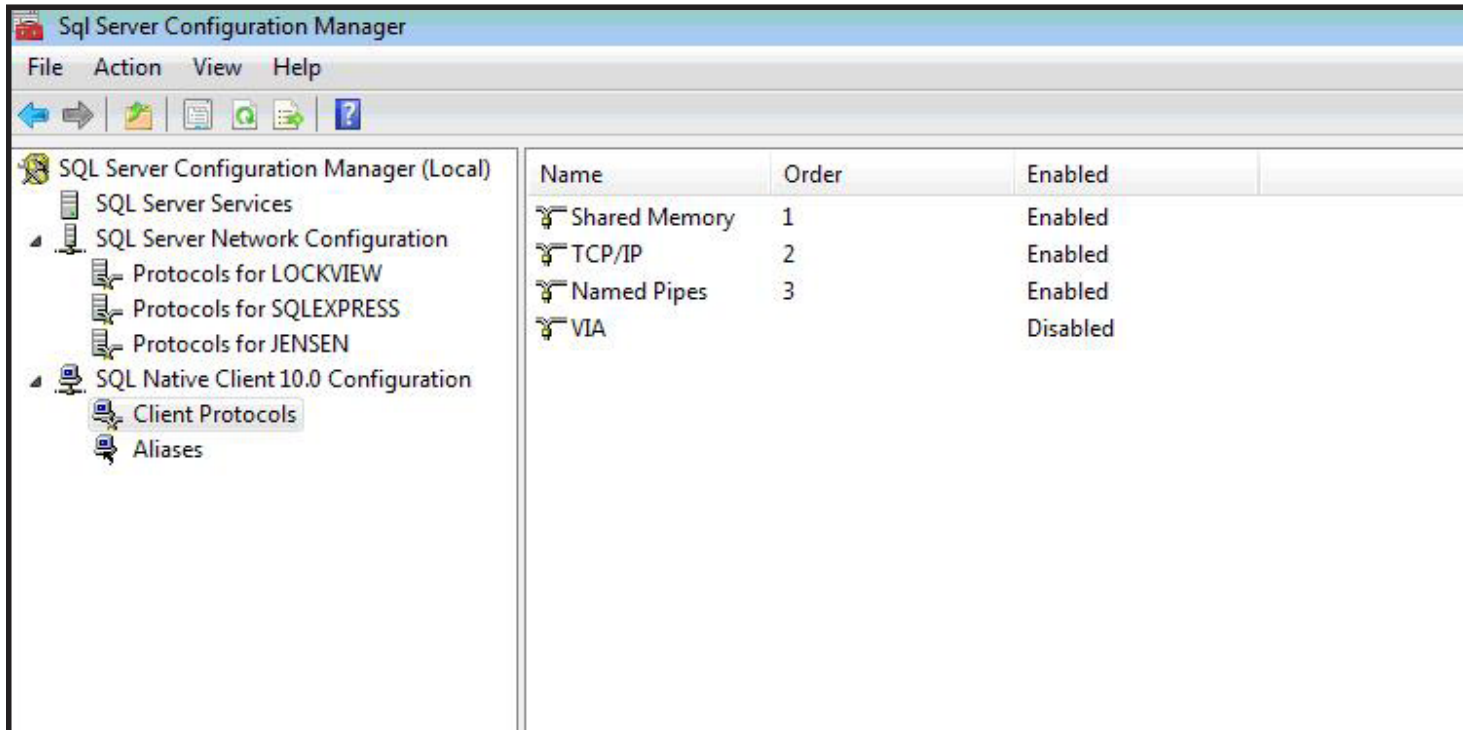 Sql Server Configuration Manager
File Action View Help
SQL Server Configuration Manager (Local)
SQL Server Services
SQL Server Network Configuration
Protocols for LOCKVIEW
Protocols for SQLEXPRESS
Protocols for JENSEN
SQL Native Client 10.0 Configuration
Client Protocols
Aliases
Name Order Enabled
Shared Memory 1 Enabled
TCP/IP 2 Enabled
Named Pipes 3 Enabled
VIA Disabled